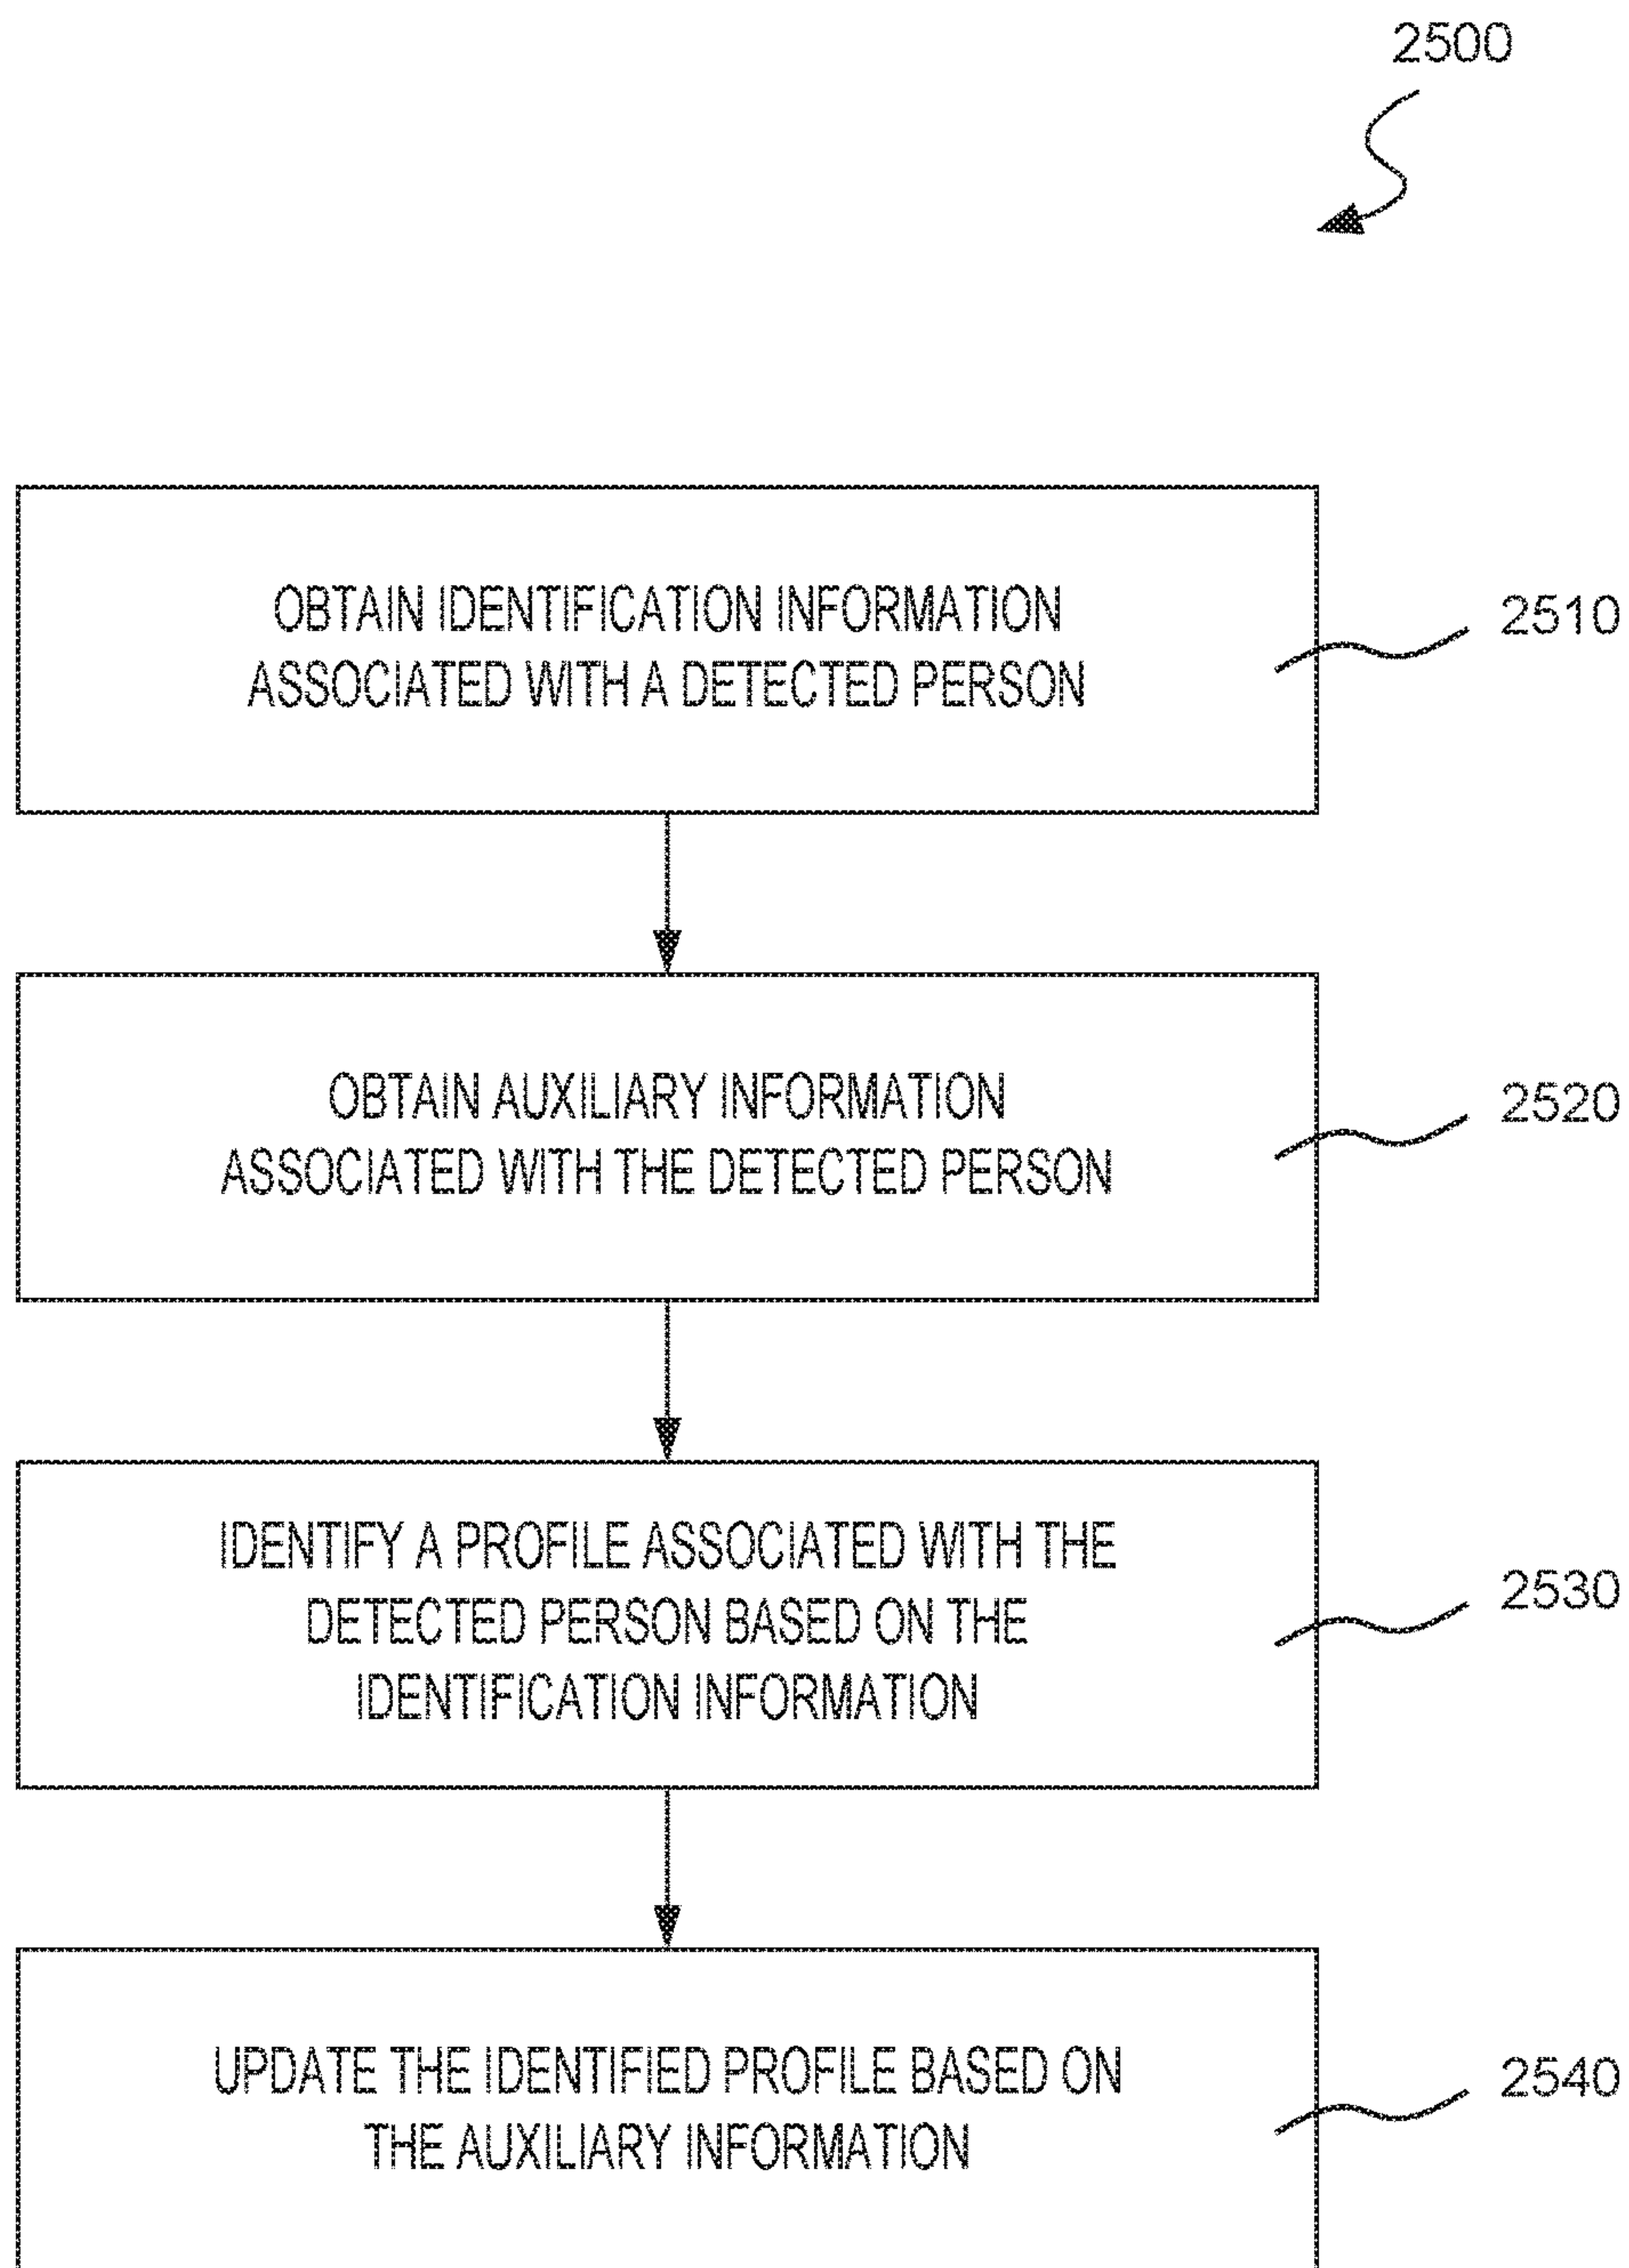 2500
OBTAIN IDENTIFICATION INFORMATION
ASSOCIATED WITH A DETECTED PERSON
2510
OBTAIN AUXILIARY INFORMATION
ASSOCIATED WITH THE DETECTED PERSON
2520
IDENTIFY A PROFILE ASSOCIATED WITH THE
DETECTED PERSON BASED ON THE
IDENTIFICATION INFORMATION
2530
UPDATE THE IDENTIFIED PROFILE BASED ON
THE AUXILIARY INFORMATION
2540